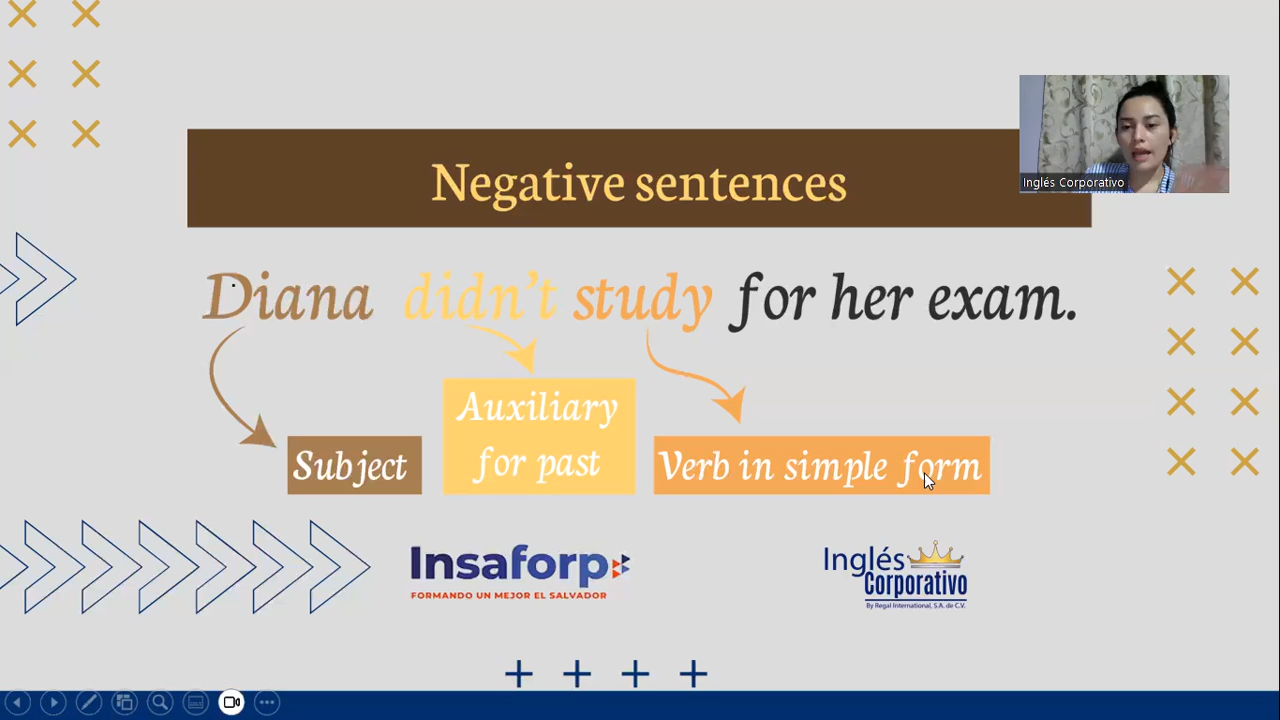 Inglés Corporativo
Negative sentences
Diana didn't study for her exam.
Subject
Auxiliary
for past
Verb in simple form
Insaforp
FORMANDO UN MEJOR EL SALVADOR
Inglés
Corporativo
By Regal International, S.A. de C.V.